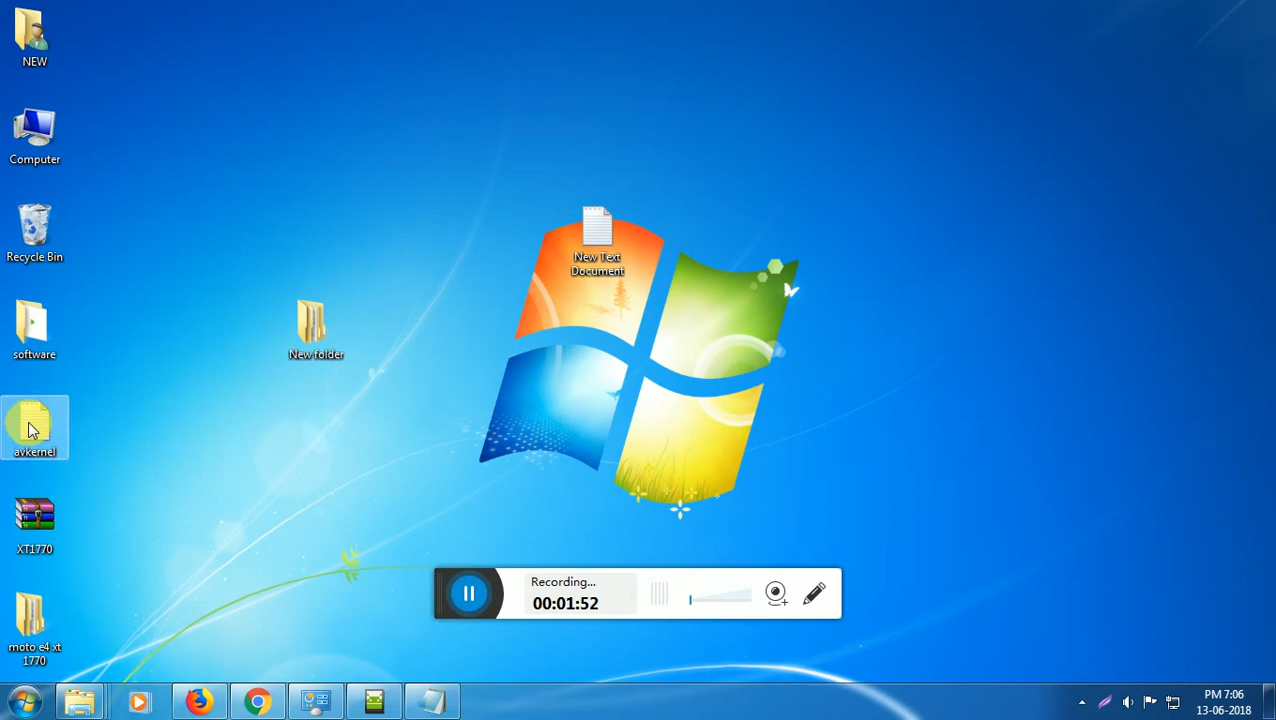 NEW
Computer
Recycle Bin
software
avkernel
XT1770
moto e4 xt
1770
New folder
New Text
Document
Recording...
00:01:52
PM 7:06
13-06-2018